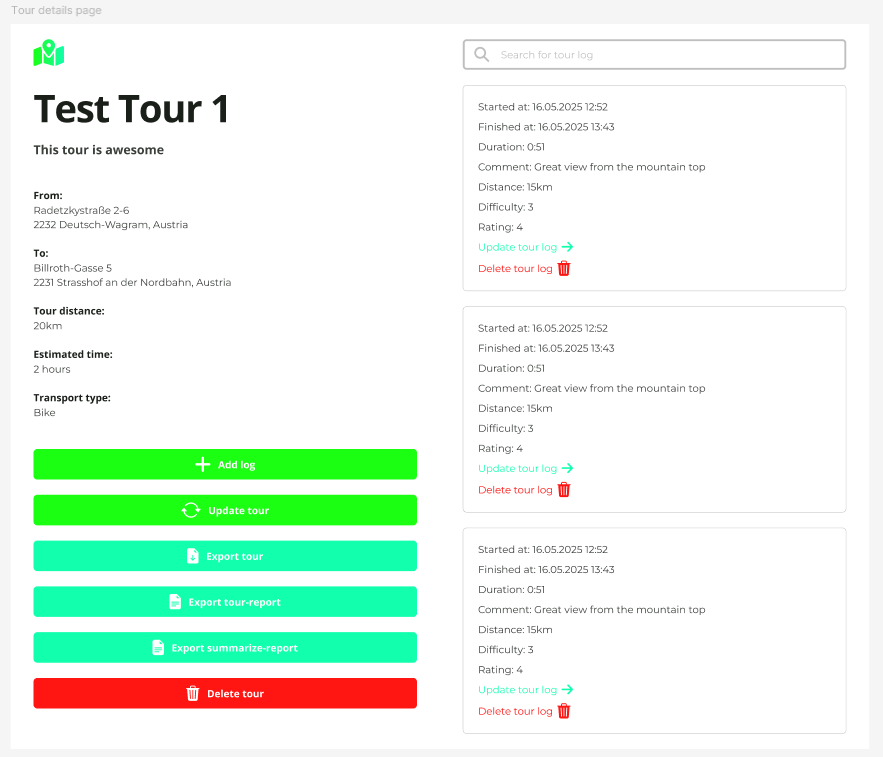 Tour details page
Test Tour 1
This tour is awesome
From:
Radetzkystraße 2-6
2232 Deutsch-Wagram, Austria
To:
Billroth-Gasse 5
2231 Strasshof an der Nordbahn, Austria
Tour distance:
20km
Estimated time:
2 hours
Transport type:
Bike
Add log
Update tour
Export tour
Export tour-report
Export summarize-report
Delete tour
Search for tour log
Started at: 16.05.2025 12:52
Finished at: 16.05.2025 13:43
Duration: 0:51
Comment: Great view from the mountain top
Distance: 15km
Difficulty: 3
Rating: 4
Update tour log
Delete tour log
Started at: 16.05.2025 12:52
Finished at: 16.05.2025 13:43
Duration: 0:51
Comment: Great view from the mountain top
Distance: 15km
Difficulty: 3
Rating: 4
Update tour log
Delete tour log
Started at: 16.05.2025 12:52
Finished at: 16.05.2025 13:43
Duration: 0:51
Comment: Great view from the mountain top
Distance: 15km
Difficulty: 3
Rating: 4
Update tour log
Delete tour log